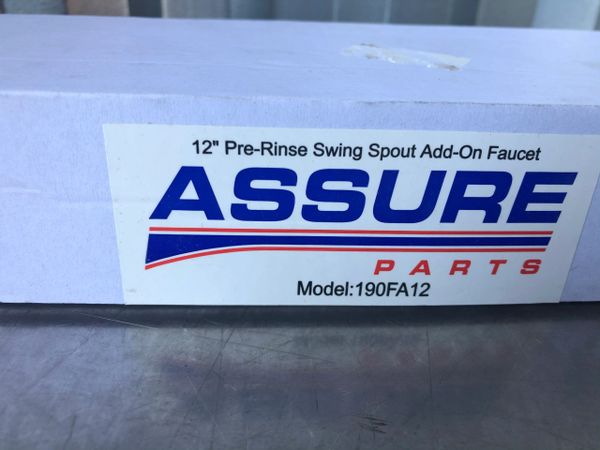 12" Pre-Rinse Swing Spout Add-On Faucet
ASSURE
PARTS
Model:190FA12